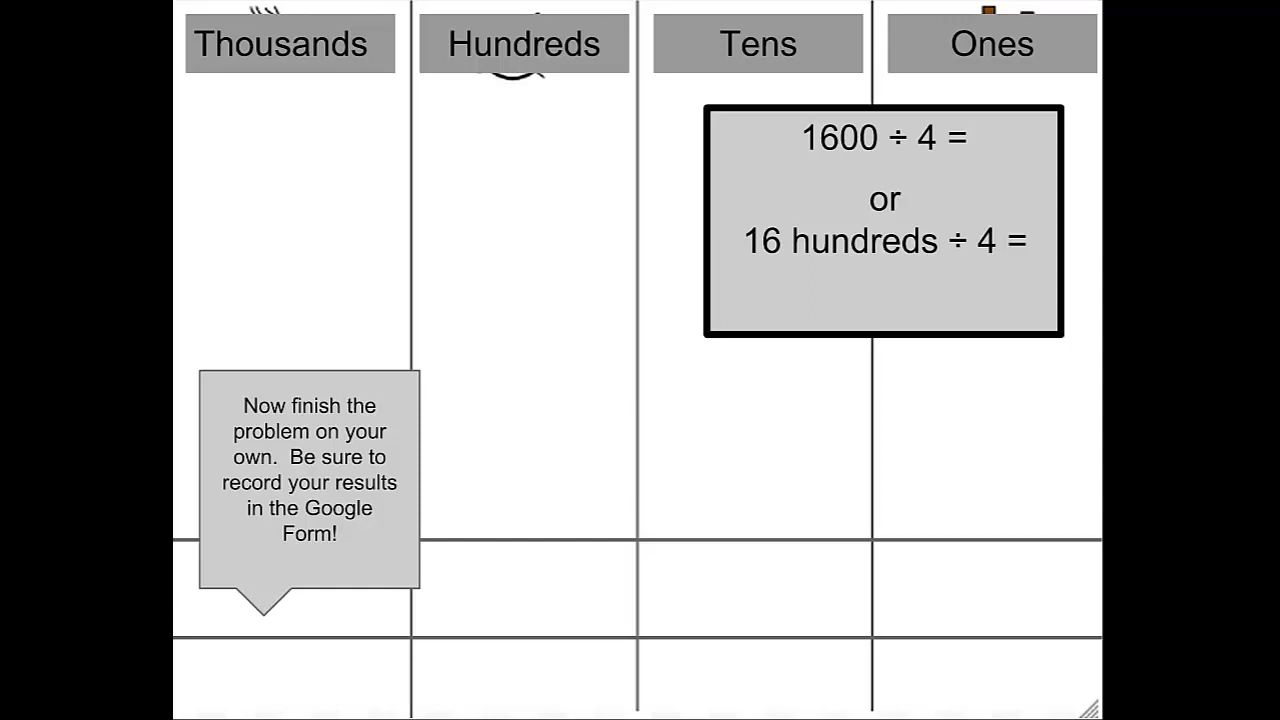 Thousands
Hundreds
Tens
Ones
1600 ÷ 4 =
or
16 hundreds ÷ 4 =
Now finish the
problem on your
own.  Be sure to
record your results
in the Google
Form!